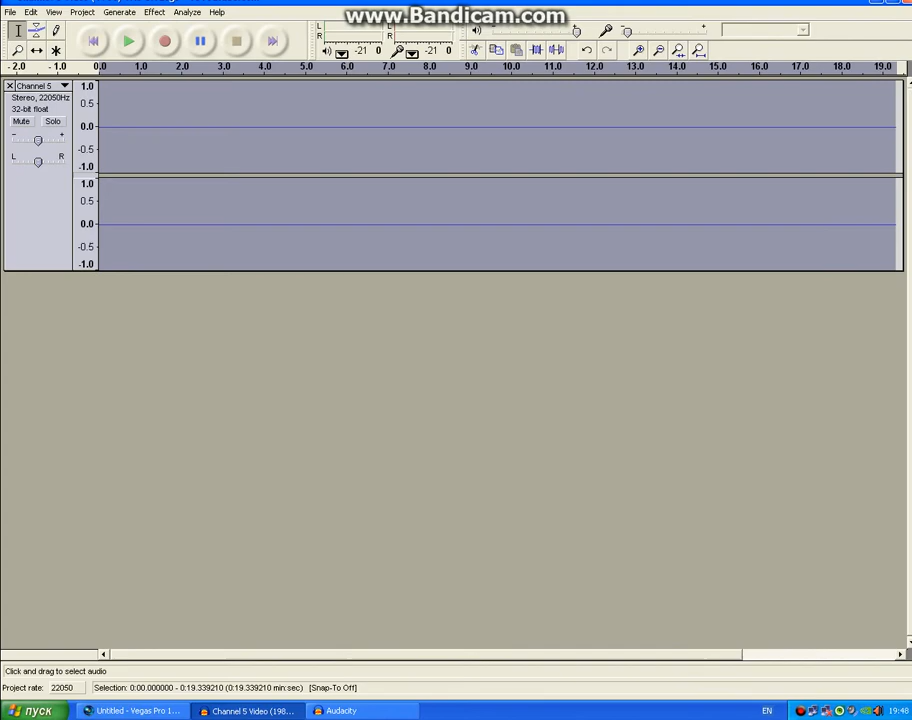 www.Bandicam.com
File Edit View Project Generate Effect Analyze Help
L
R
-21 0
L
R
-21 0
- 2.0 - 1.0 0.0 1.0 2.0 3.0 4.0 5.0 6.0 7.0 8.0 9.0 10.0 11.0 12.0 13.0 14.0 15.0 16.0 17.0 18.0 19.0
Channel 5
Stereo, 22050Hz
32-bit float
Mute Solo
- +
L R
1.0
0.5
0.0
-0.5
-1.0
1.0
0.5
0.0
-0.5
-1.0
Click and drag to select audio
Project rate: 22050 Selection: 0:00.000000 - 0:19.339210 (0:19.339210 min:sec) [Snap-To Off]
пуск Untitled - Vegas Pro 1... Channel 5 Video (198... Audacity EN 19:48